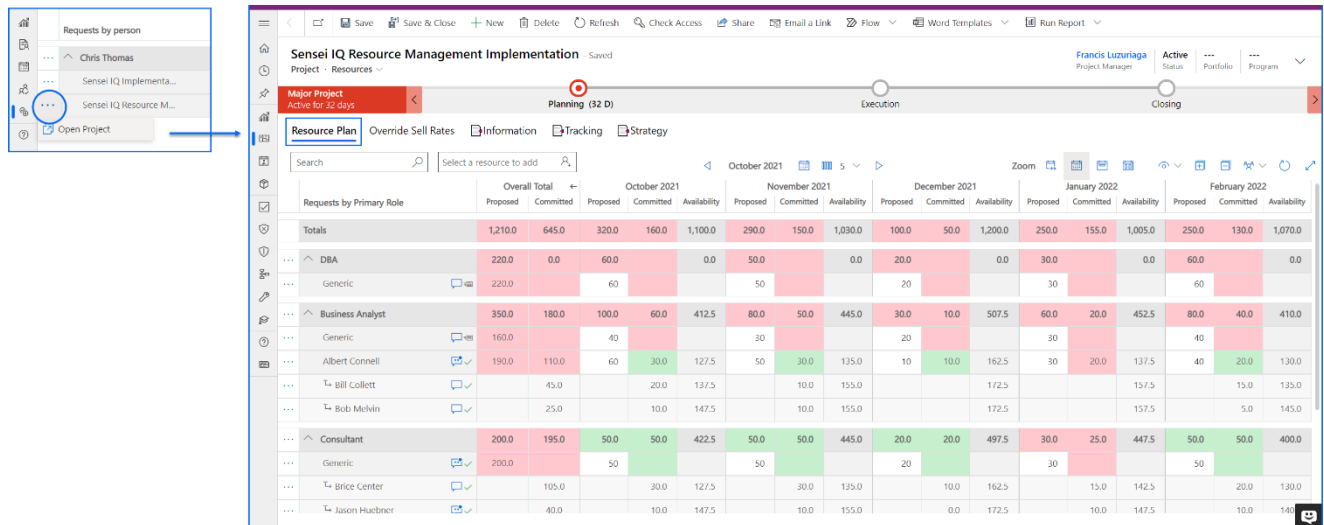 Requests by person
Chris Thomas
Sensei IQ Implementa...
Sensei IQ Resource M...
Open Project
Save Save & Close New Delete Refresh Check Access Share Email a Link Flow Word Templates Run Report
Sensei IQ Resource Management Implementation - Saved
Project · Resources
Francis Luzuriaga Active --- ---
Project Manager Status Portfolio Program
Major Project
Active for 32 days
Planning (32 D) Execution Closing
Resource Plan Override Sell Rates Information Tracking Strategy
Search Select a resource to add October 2021 5 Zoom
Overall Total October 2021 November 2021 December 2021 January 2022 February 2022
Requests by Primary Role Proposed Committed Proposed Committed Availability Proposed Committed Availability Proposed Committed Availability Proposed Committed Availability Proposed Committed Availability
Totals 1,210.0 645.0 320.0 160.0 1,100.0 290.0 150.0 1,030.0 100.0 50.0 1,200.0 250.0 155.0 1,005.0 250.0 130.0 1,070.0
DBA 220.0 0.0 60.0 0.0 50.0 0.0 20.0 0.0 30.0 0.0 60.0 0.0
Generic 220.0 60 50 20 30 60
Business Analyst 350.0 180.0 100.0 60.0 412.5 80.0 50.0 445.0 30.0 10.0 507.5 60.0 20.0 452.5 80.0 40.0 410.0
Generic 160.0 40 30 20 30 40
Albert Connell 190.0 110.0 60 30.0 127.5 50 30.0 135.0 10 10.0 162.5 30 20.0 137.5 40 20.0 130.0
Bill Collett 45.0 20.0 137.5 10.0 155.0 172.5 157.5 15.0 135.0
Bob Melvin 25.0 10.0 147.5 10.0 155.0 172.5 157.5 5.0 145.0
Consultant 200.0 195.0 50.0 50.0 422.5 50.0 50.0 445.0 20.0 20.0 497.5 30.0 25.0 447.5 50.0 50.0 400.0
Generic 200.0 50 50 20 30 50
Brice Center 105.0 30.0 127.5 30.0 135.0 10.0 162.5 15.0 142.5 20.0 130.0
Jason Huebner 40.0 10.0 147.5 10.0 155.0 0.0 172.5 10.0 147.5 10.0